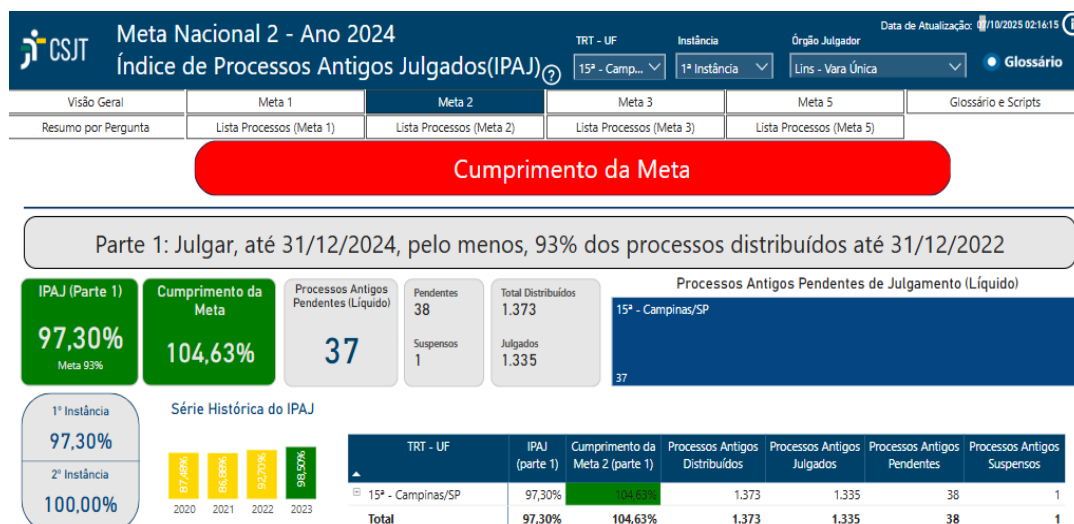 CSJT
Meta Nacional 2 - Ano 2024
Índice de Processos Antigos Julgados(IPAJ) ?
Data de Atualização: /10/2025 02:16:15
TRT - UF
Instância
Órgão Julgador
15ª - Camp...
1ª Instância
Lins - Vara Única
Glossário
Visão Geral
Meta 1
Meta 2
Meta 3
Meta 5
Glossário e Scripts
Resumo por Pergunta
Lista Processos (Meta 1)
Lista Processos (Meta 2)
Lista Processos (Meta 3)
Lista Processos (Meta 5)
Cumprimento da Meta
Parte 1: Julgar, até 31/12/2024, pelo menos, 93% dos processos distribuídos até 31/12/2022
IPAJ (Parte 1)
97,30%
Meta 93%
Cumprimento da
Meta
104,63%
Processos Antigos
Pendentes (Líquido)
37
Pendentes
38
Suspensos
1
Total Distribuídos
1.373
Julgados
1.335
Processos Antigos Pendentes de Julgamento (Líquido)
15ª - Campinas/SP
37
1º Instância
97,30%
2º Instância
100,00%
Série Histórica do IPAJ
87,48%
86,88%
92,70%
98,50%
2020 2021 2022 2023
TRT - UF
IPAJ
(parte 1)
Cumprimento da
Meta 2 (parte 1)
Processos Antigos
Distribuídos
Processos Antigos
Julgados
Processos Antigos
Pendentes
Processos Antigos
Suspensos
15ª - Campinas/SP 97,30% 104,63% 1.373 1.335 38 1
Total 97,30% 104,63% 1.373 1.335 38 1